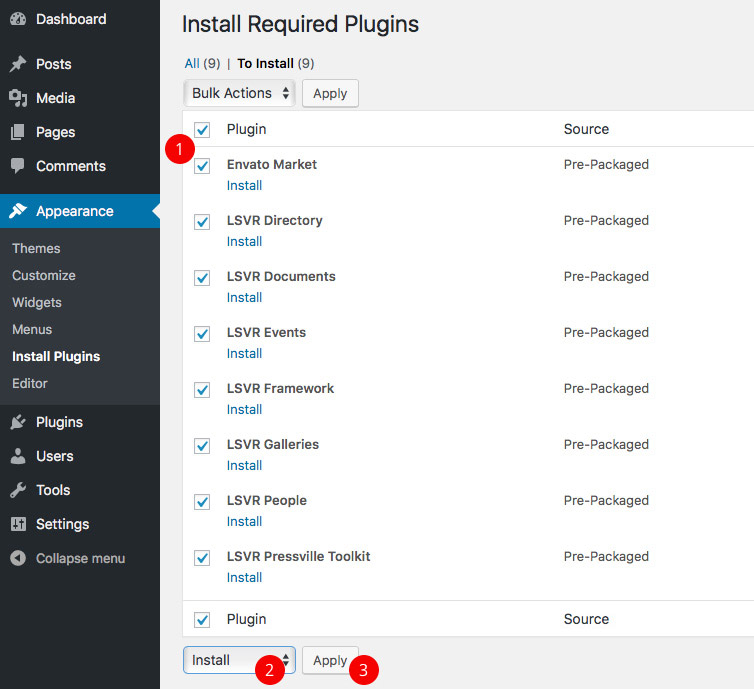 Dashboard
Posts
Media
Pages
Comments
Appearance
Themes
Customize
Widgets
Menus
Install Plugins
Editor
Plugins
Users
Tools
Settings
Collapse menu
Install Required Plugins
All (9) | To Install (9)
Bulk Actions Apply
Plugin Source
1
Envato Market Pre-Packaged
Install
LSVR Directory Pre-Packaged
Install
LSVR Documents Pre-Packaged
Install
LSVR Events Pre-Packaged
Install
LSVR Framework Pre-Packaged
Install
LSVR Galleries Pre-Packaged
Install
LSVR People Pre-Packaged
Install
LSVR Pressville Toolkit Pre-Packaged
Install
Plugin Source
Install 2 Apply 3